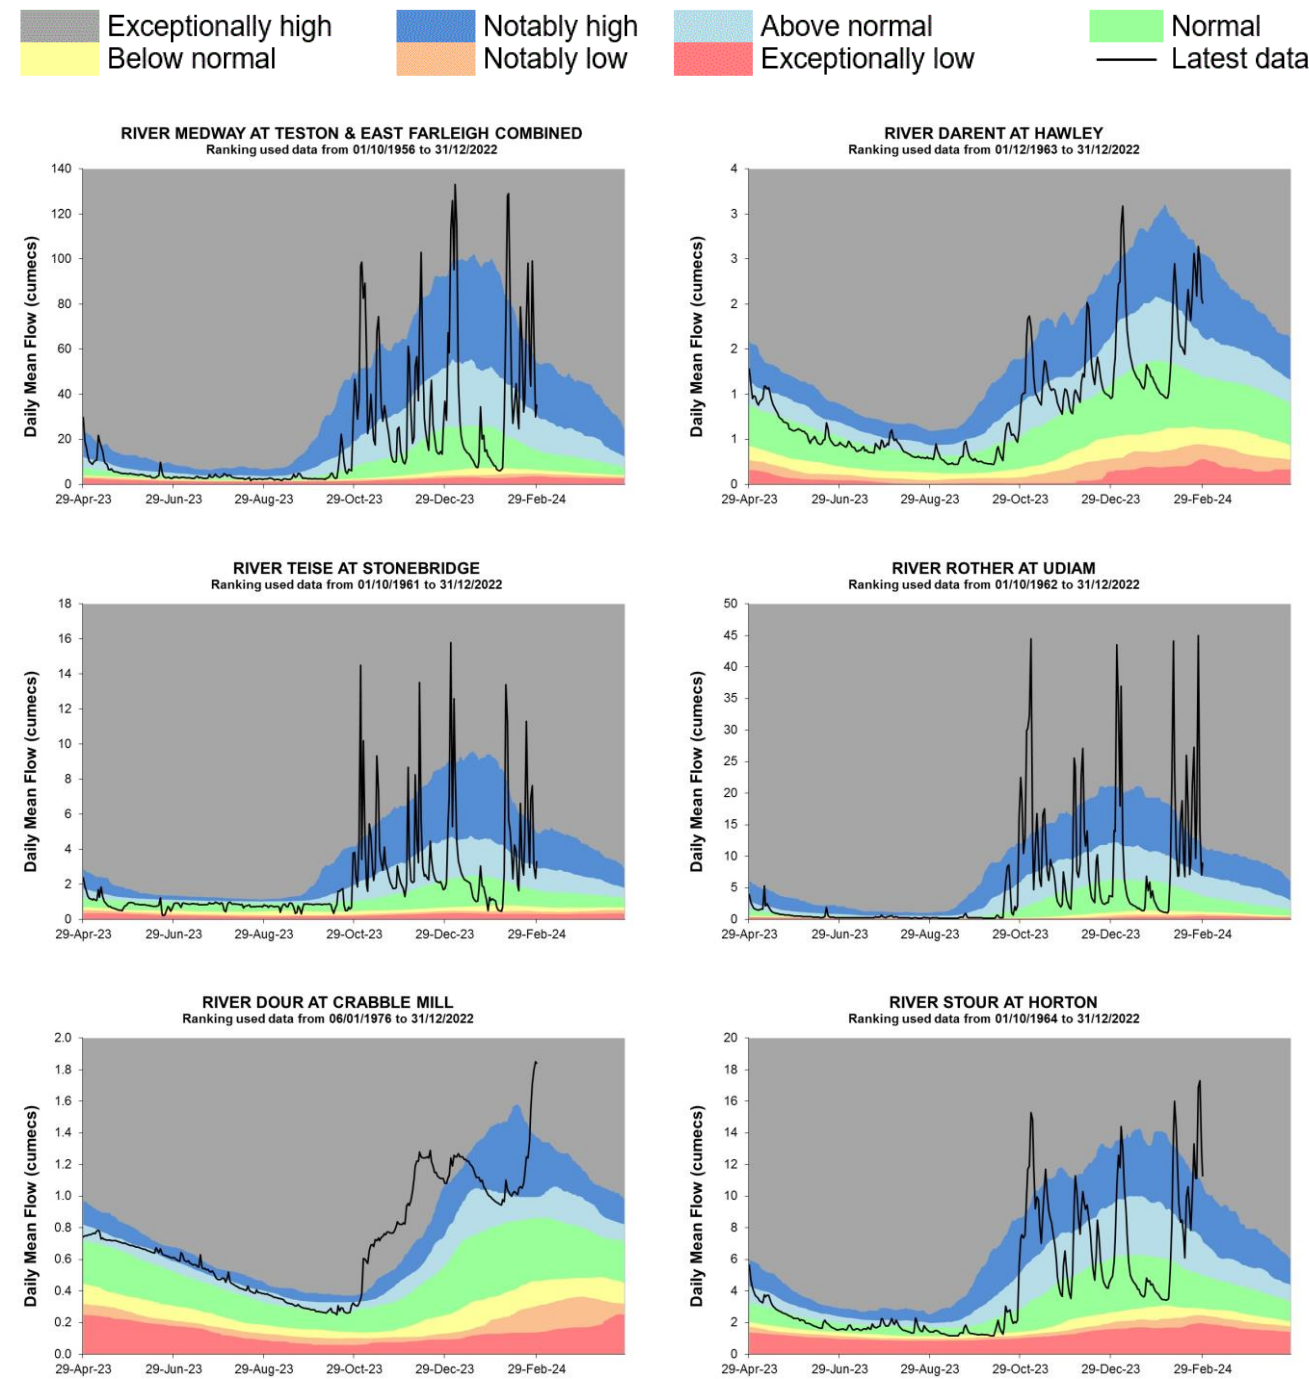 Exceptionally high Notably high Above normal Normal
Below normal Notably low Exceptionally low Latest data
RIVER MEDWAY AT TESTON & EAST FARLEIGH COMBINED
Ranking used data from 01/10/1956 to 31/12/2022
Daily Mean Flow (cumecs)
140
120
100
80
60
40
20
0
29-Apr-23 29-Jun-23 29-Aug-23 29-Oct-23 29-Dec-23 29-Feb-24
RIVER DARENT AT HAWLEY
Ranking used data from 01/12/1963 to 31/12/2022
Daily Mean Flow (cumecs)
4
3
3
2
2
1
1
0
29-Apr-23 29-Jun-23 29-Aug-23 29-Oct-23 29-Dec-23 29-Feb-24
RIVER TEISE AT STONEBRIDGE
Ranking used data from 01/10/1961 to 31/12/2022
Daily Mean Flow (cumecs)
18
16
14
12
10
8
6
4
2
0
29-Apr-23 29-Jun-23 29-Aug-23 29-Oct-23 29-Dec-23 29-Feb-24
RIVER ROTHER AT UDIAM
Ranking used data from 01/10/1962 to 31/12/2022
Daily Mean Flow (cumecs)
50
45
40
35
30
25
20
15
10
5
0
29-Apr-23 29-Jun-23 29-Aug-23 29-Oct-23 29-Dec-23 29-Feb-24
RIVER DOUR AT CRABBLE MILL
Ranking used data from 06/01/1976 to 31/12/2022
Daily Mean Flow (cumecs)
2.0
1.8
1.6
1.4
1.2
1.0
0.8
0.6
0.4
0.2
0.0
29-Apr-23 29-Jun-23 29-Aug-23 29-Oct-23 29-Dec-23 29-Feb-24
RIVER STOUR AT HORTON
Ranking used data from 01/10/1964 to 31/12/2022
Daily Mean Flow (cumecs)
20
18
16
14
12
10
8
6
4
2
0
29-Apr-23 29-Jun-23 29-Aug-23 29-Oct-23 29-Dec-23 29-Feb-24